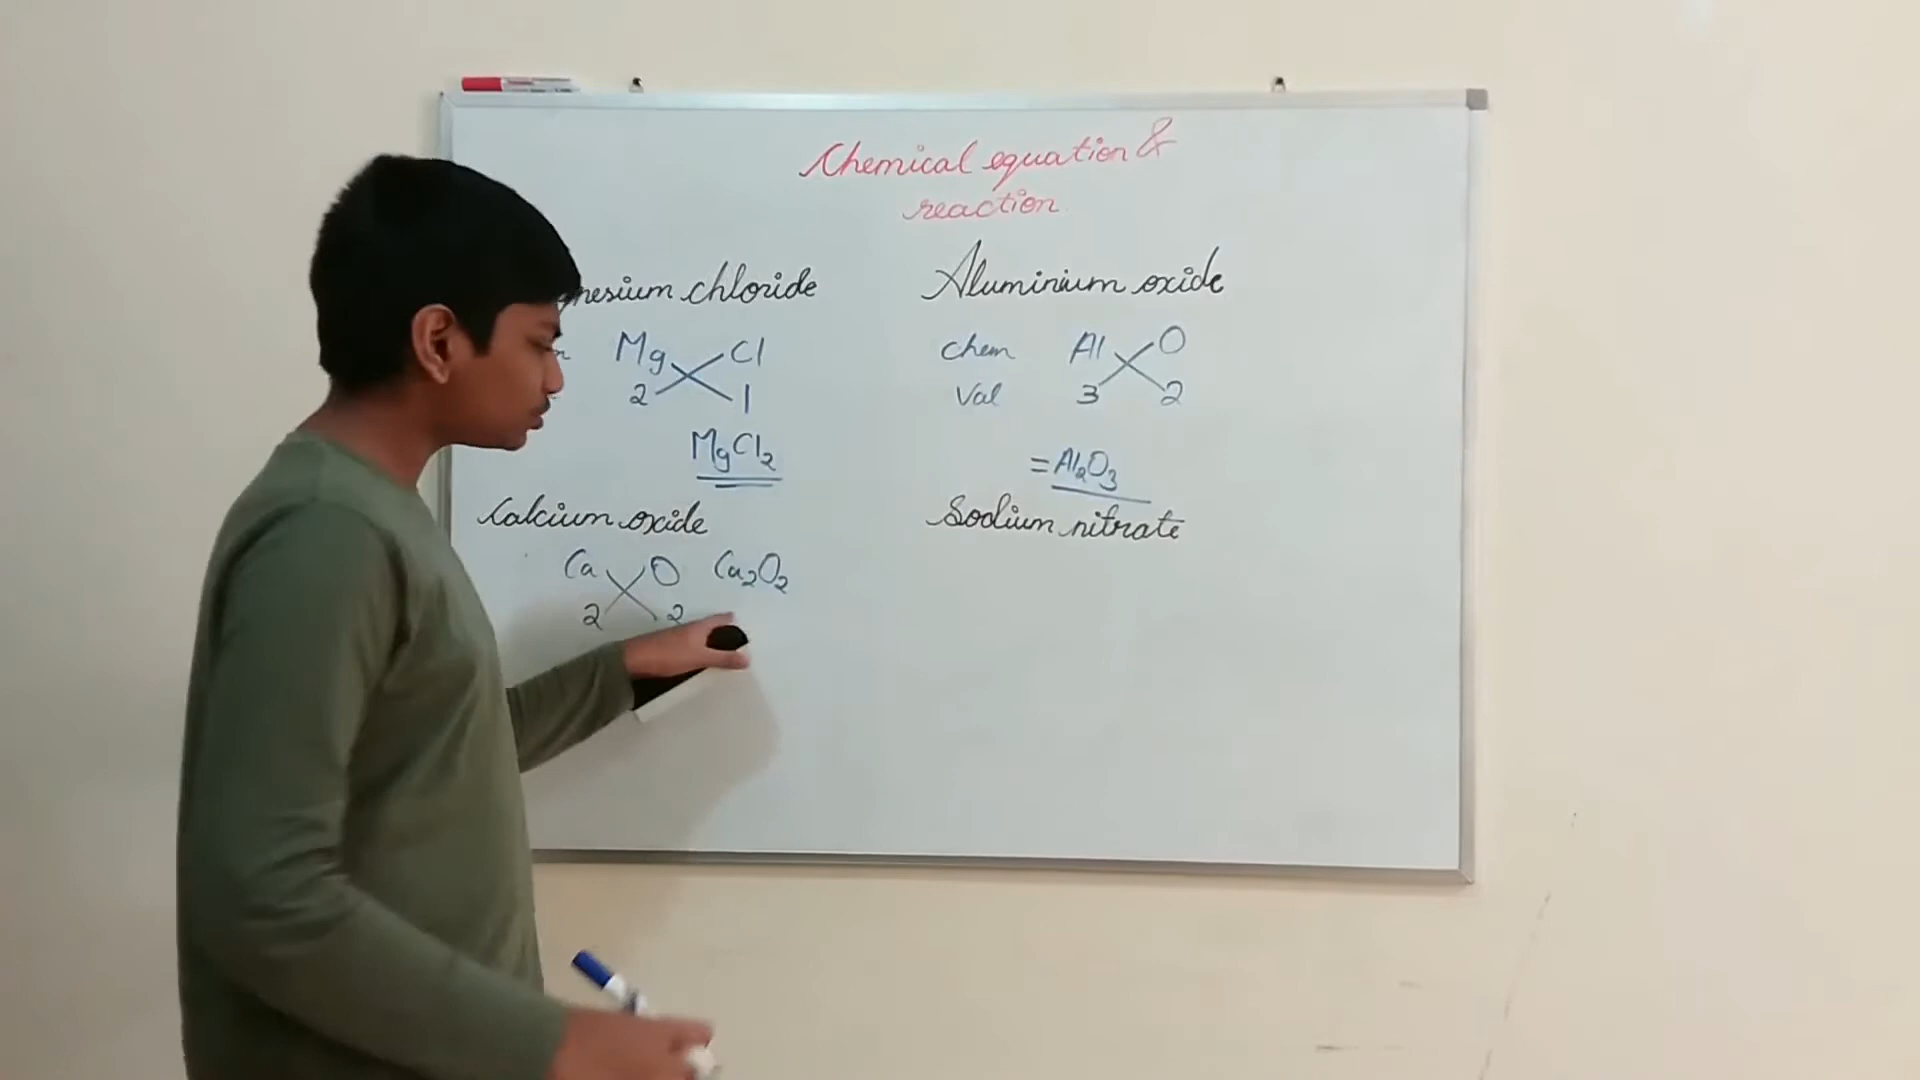 Chemical equation &
reaction
nesium chloride
Mg Cl
2 1
MgCl₂
Aluminium oxide
Chem Al O
Val 3 2
= Al₂O₃
Calcium oxide
Ca O Ca₂O₂
2 2
Sodium nitrate